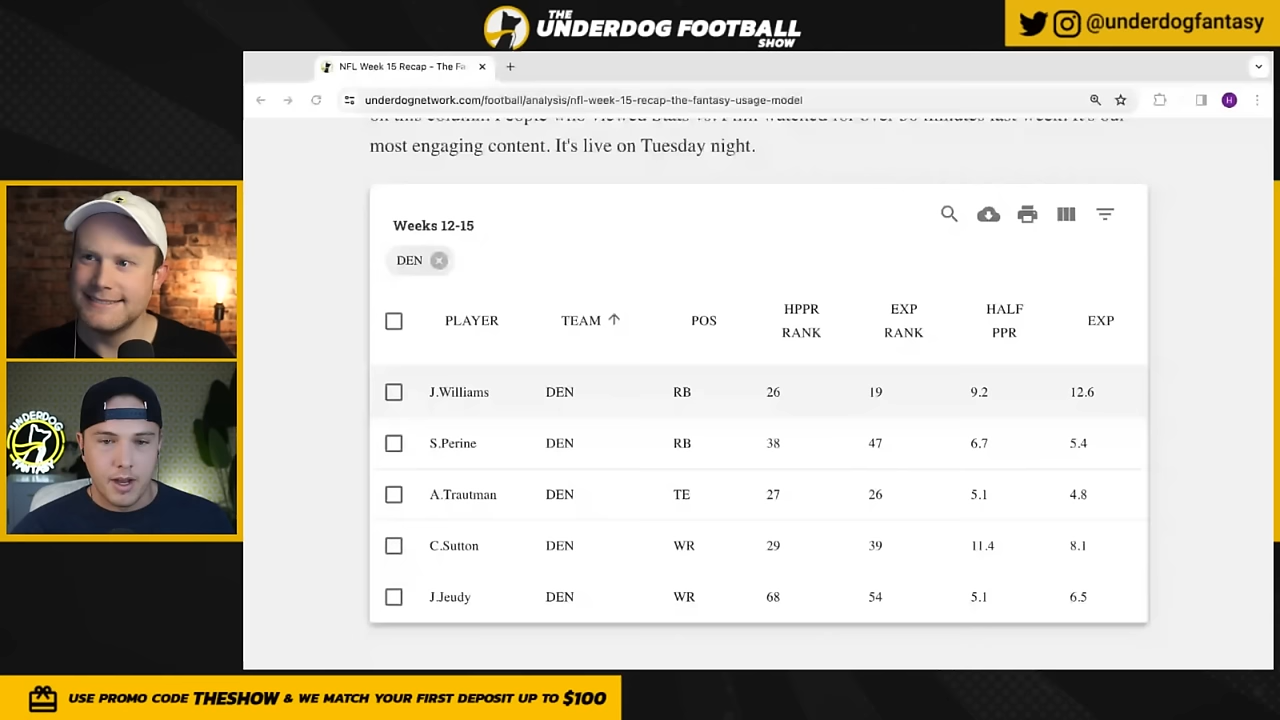 THE
UNDERDOG FOOTBALL
SHOW
@underdogfantasy
NFL Week 15 Recap - The Fa
underdognetwork.com/football/analysis/nfl-week-15-recap-the-fantasy-usage-model
H
most engaging content. It's live on Tuesday night.
Weeks 12-15
DEN
PLAYER TEAM POS HPPR RANK EXP RANK HALF PPR EXP
J.Williams DEN RB 26 19 9.2 12.6
S.Perine DEN RB 38 47 6.7 5.4
A.Trautman DEN TE 27 26 5.1 4.8
C.Sutton DEN WR 29 39 11.4 8.1
J.Jeudy DEN WR 68 54 5.1 6.5
UNDERDOG
FANTASY
USE PROMO CODE THESHOW & WE MATCH YOUR FIRST DEPOSIT UP TO $100